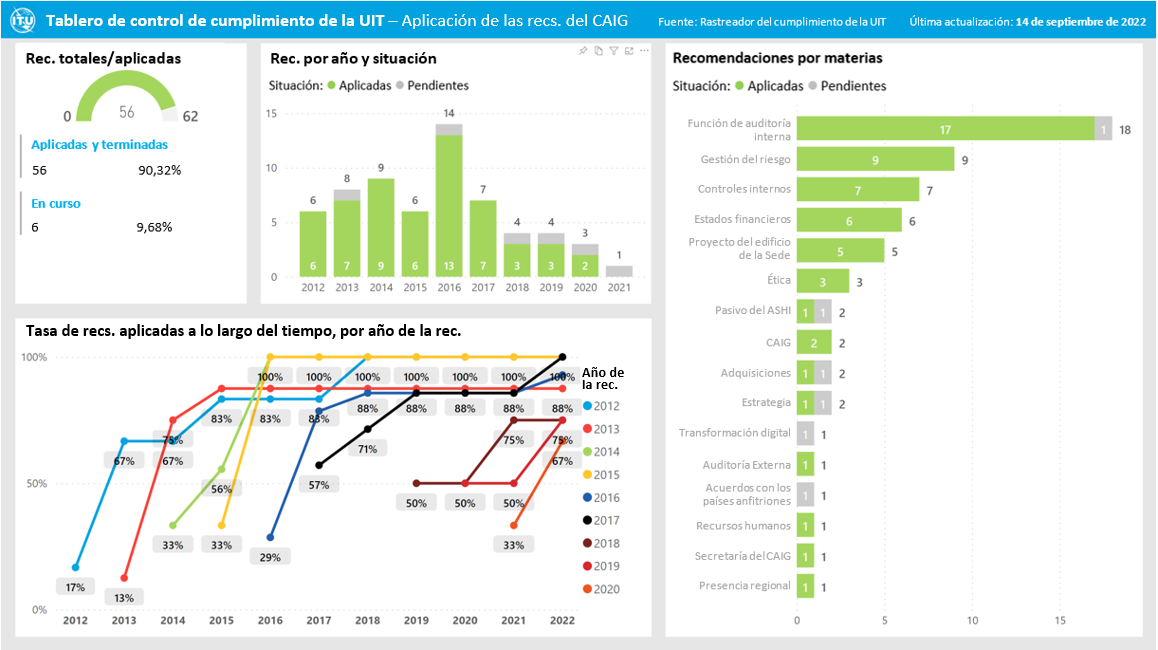 ITU
Tablero de control de cumplimiento de la UIT – Aplicación de las recs. del CAIG
Fuente: Rastreador del cumplimiento de la UIT
Última actualización: 14 de septiembre de 2022
Rec. totales/aplicadas
56
0
62
Aplicadas y terminadas
56 90,32%
En curso
6 9,68%
Rec. por año y situación
Situación: Aplicadas Pendientes
15
10
5
0
6 8 9 6 14 7 4 4 3 1
6 7 9 6 13 7 3 3 2
2012 2013 2014 2015 2016 2017 2018 2019 2020 2021
Tasa de recs. aplicadas a lo largo del tiempo, por año de la rec.
100%
50%
0%
100% 100% 100% 100% 100% 100% 100%
83% 83% 83% 88% 88% 88% 88% 88%
75% 71% 75% 75%
67% 67% 67%
56% 57%
50% 50% 50%
33% 33% 33%
29%
17%
13%
2012 2013 2014 2015 2016 2017 2018 2019 2020 2021 2022
Año de
la rec.
2012
2013
2014
2015
2016
2017
2018
2019
2020
Recomendaciones por materias
Situación: Aplicadas Pendientes
Función de auditoría
interna
17 1 18
Gestión del riesgo 9 9
Controles internos 7 7
Estados financieros 6 6
Proyecto del edificio
de la Sede
5 5
Ética 3 3
Pasivo del ASHI 1 1 2
CAIG 2 2
Adquisiciones 1 1 2
Estrategia 1 1 2
Transformación digital 1 1
Auditoría Externa 1 1
Acuerdos con los
países anfitriones
1 1
Recursos humanos 1 1
Secretaría del CAIG 1 1
Presencia regional 1 1
0 5 10 15